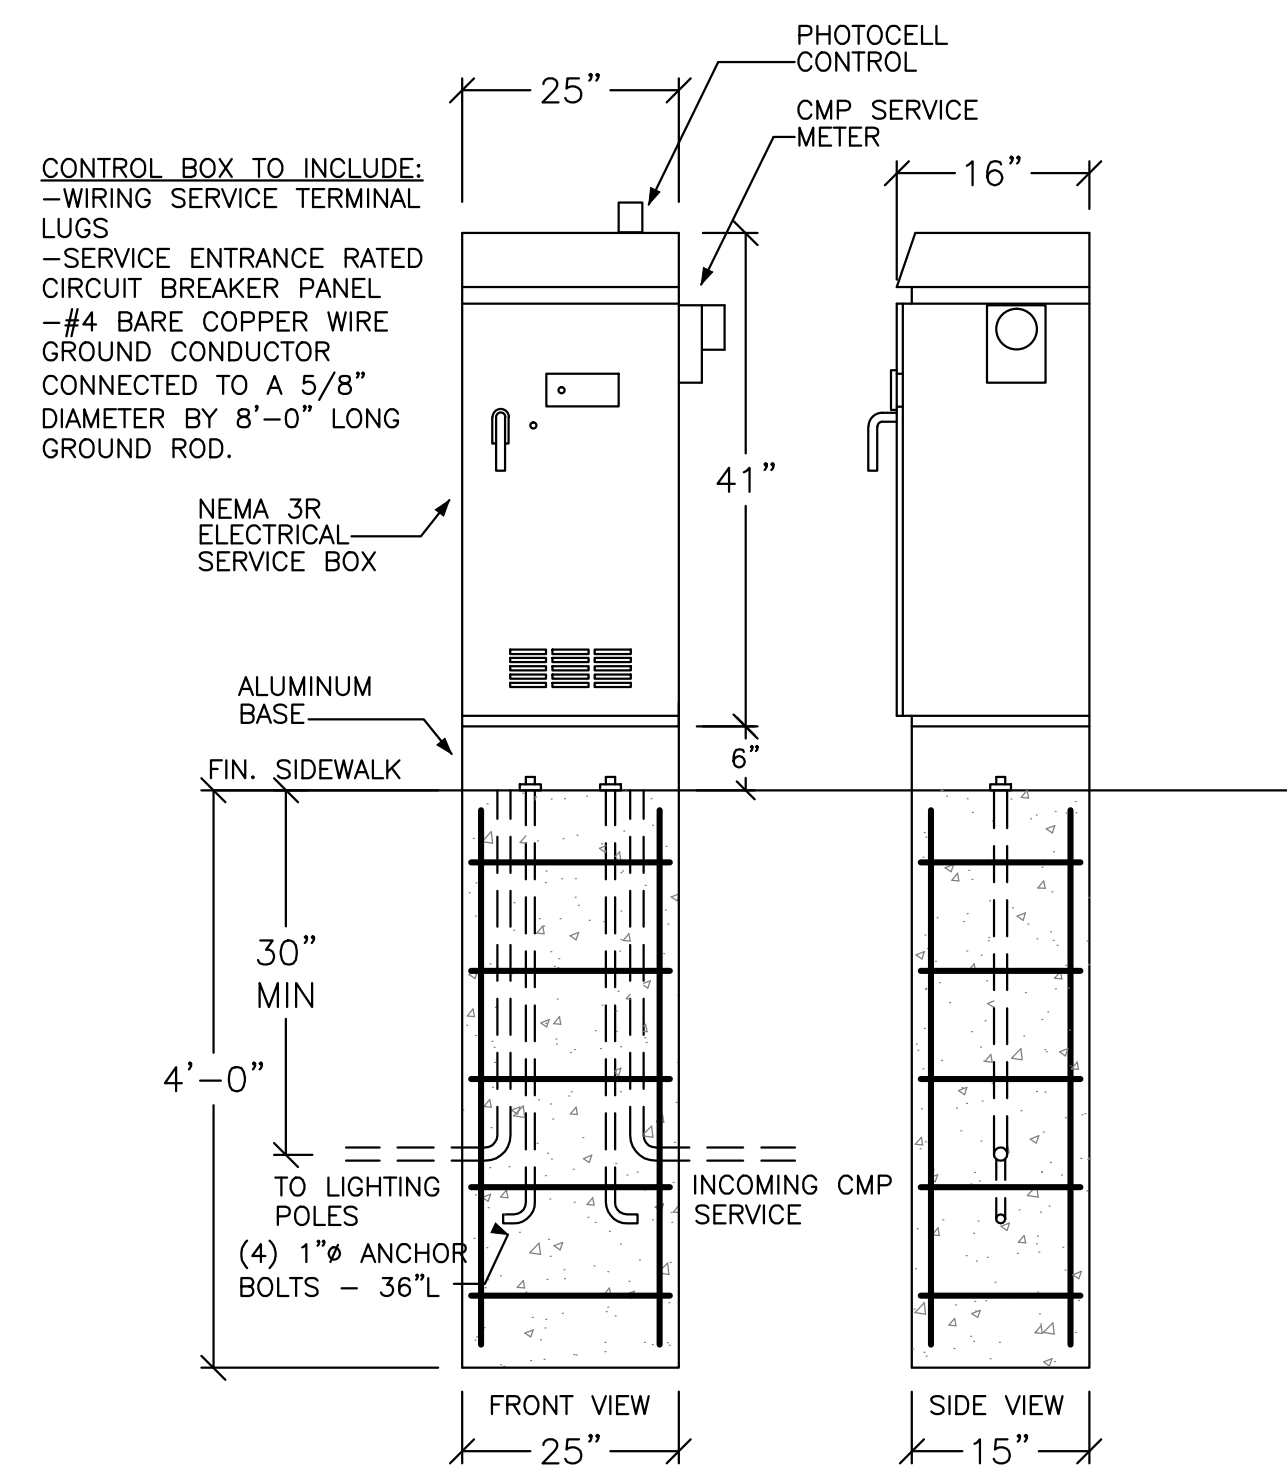 PHOTOCELL
CONTROL
25”
CMP SERVICE
METER
16”
CONTROL BOX TO INCLUDE:
-WIRING SERVICE TERMINAL
LUGS
-SERVICE ENTRANCE RATED
CIRCUIT BREAKER PANEL
-#4 BARE COPPER WIRE
GROUND CONDUCTOR
CONNECTED TO A 5/8”
DIAMETER BY 8’-0” LONG
GROUND ROD.
41”
NEMA 3R
ELECTRICAL
SERVICE BOX
ALUMINUM
BASE
6”
FIN. SIDEWALK
30”
MIN
4’-0”
TO LIGHTING
POLES
INCOMING CMP
SERVICE
(4) 1”ø ANCHOR
BOLTS - 36”L
FRONT VIEW
25”
SIDE VIEW
15”